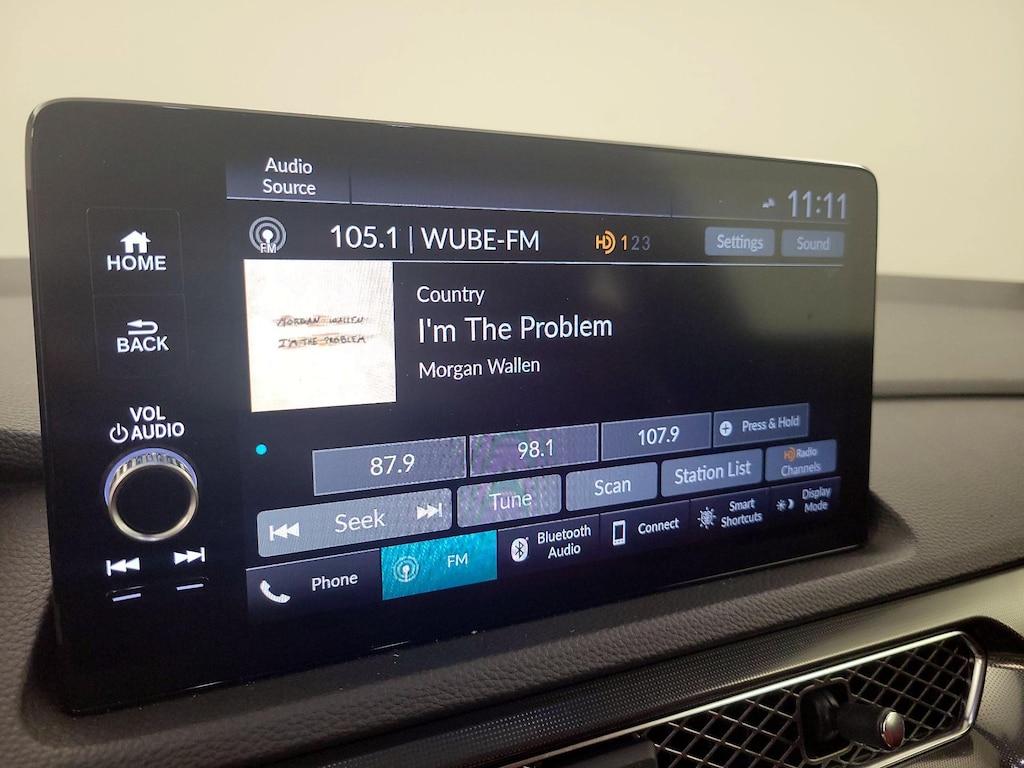 Audio
Source
11:11
FM
105.1 | WUBE-FM
HD 1 2 3
Settings
Sound
HOME
BACK
VOL
AUDIO
MORGAN WALLEN
I'M THE PROBLEM
Country
I'm The Problem
Morgan Wallen
87.9
98.1
107.9
Press & Hold
Seek
Tune
Scan
Station List
HD Radio
Channels
Phone
FM
Bluetooth
Audio
Connect
Smart
Shortcuts
Display
Mode